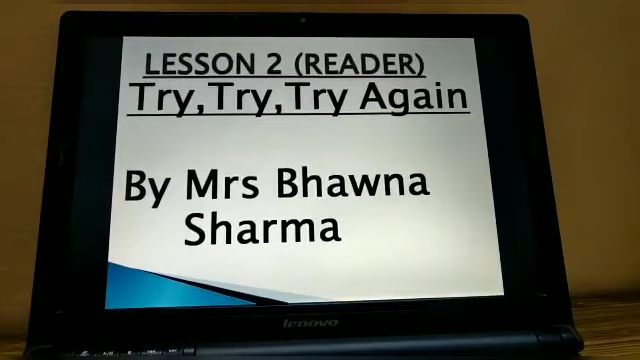 LESSON 2 (READER)
Try,Try,Try Again
By Mrs Bhawna
Sharma
lenovo